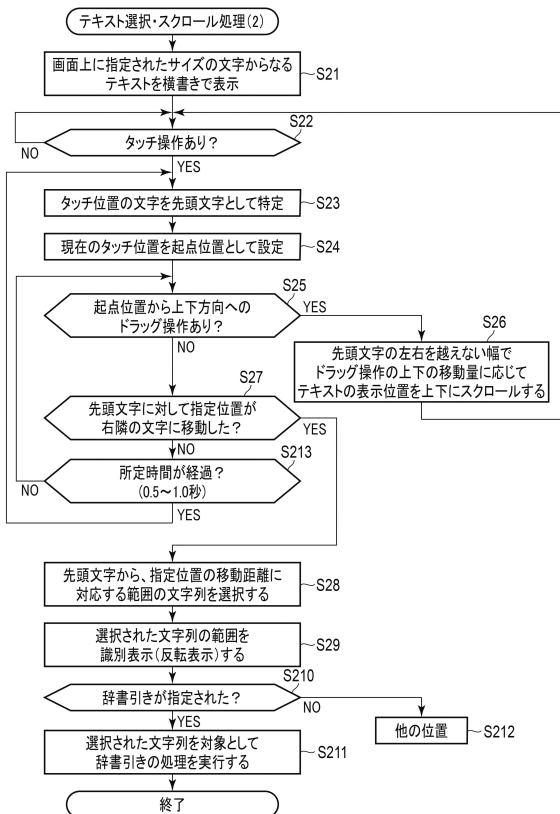 テキスト選択・スクロール処理(2)
画面上に指定されたサイズの文字からなる
テキストを横書きで表示
S21
S22
タッチ操作あり?
NO
YES
タッチ位置の文字を先頭文字として特定
S23
現在のタッチ位置を起点位置として設定
S24
S25
起点位置から上下方向への
ドラッグ操作あり?
YES
NO
S26
先頭文字の左右を越えない幅で
ドラッグ操作の上下の移動量に応じて
テキストの表示位置を上下にスクロールする
S27
先頭文字に対して指定位置が
右隣の文字に移動した?
YES
NO
S213
所定時間が経過?
(0.5～1.0秒)
NO
YES
先頭文字から、指定位置の移動距離に
対応する範囲の文字列を選択する
S28
選択された文字列の範囲を
識別表示(反転表示)する
S29
S210
辞書引きが指定された?
NO
YES
他の位置
S212
選択された文字列を対象として
辞書引きの処理を実行する
S211
終了